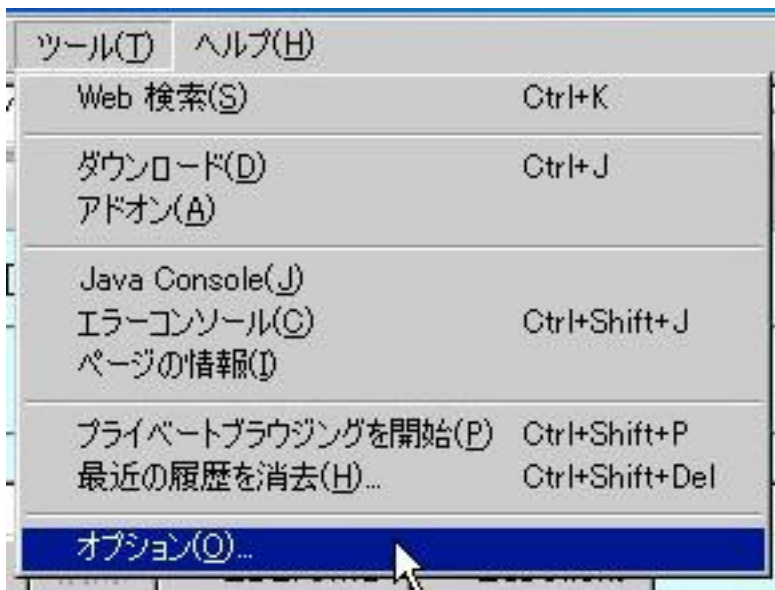 ツール(T) ヘルプ(H)
Web 検索(S) Ctrl+K
ダウンロード(D) Ctrl+J
アドオン(A)
Java Console(J)
エラーコンソール(C) Ctrl+Shift+J
ページの情報(I)
プライベートブラウジングを開始(P) Ctrl+Shift+P
最近の履歴を消去(H)... Ctrl+Shift+Del
オプション(O)...